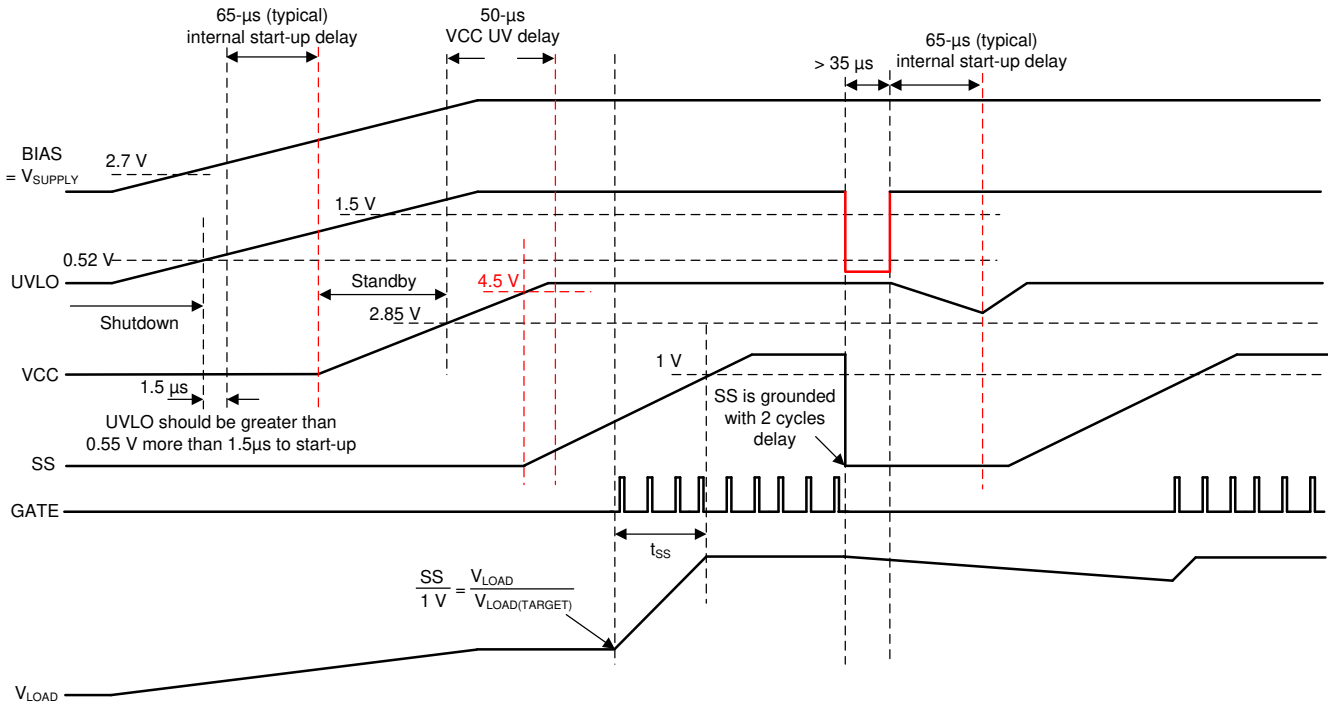 65-µs (typical)
internal start-up delay
50-µs
VCC UV delay
> 35 µs
65-µs (typical)
internal start-up delay
BIAS
= VSUPPLY
2.7 V
1.5 V
0.52 V
UVLO
Standby
4.5 V
Shutdown
2.85 V
VCC
1.5 µs
1 V
UVLO should be greater than
0.55 V more than 1.5µs to start-up
SS is grounded
with 2 cycles
delay
SS
GATE
tSS
SS / 1 V = VLOAD / VLOAD(TARGET)
VLOAD